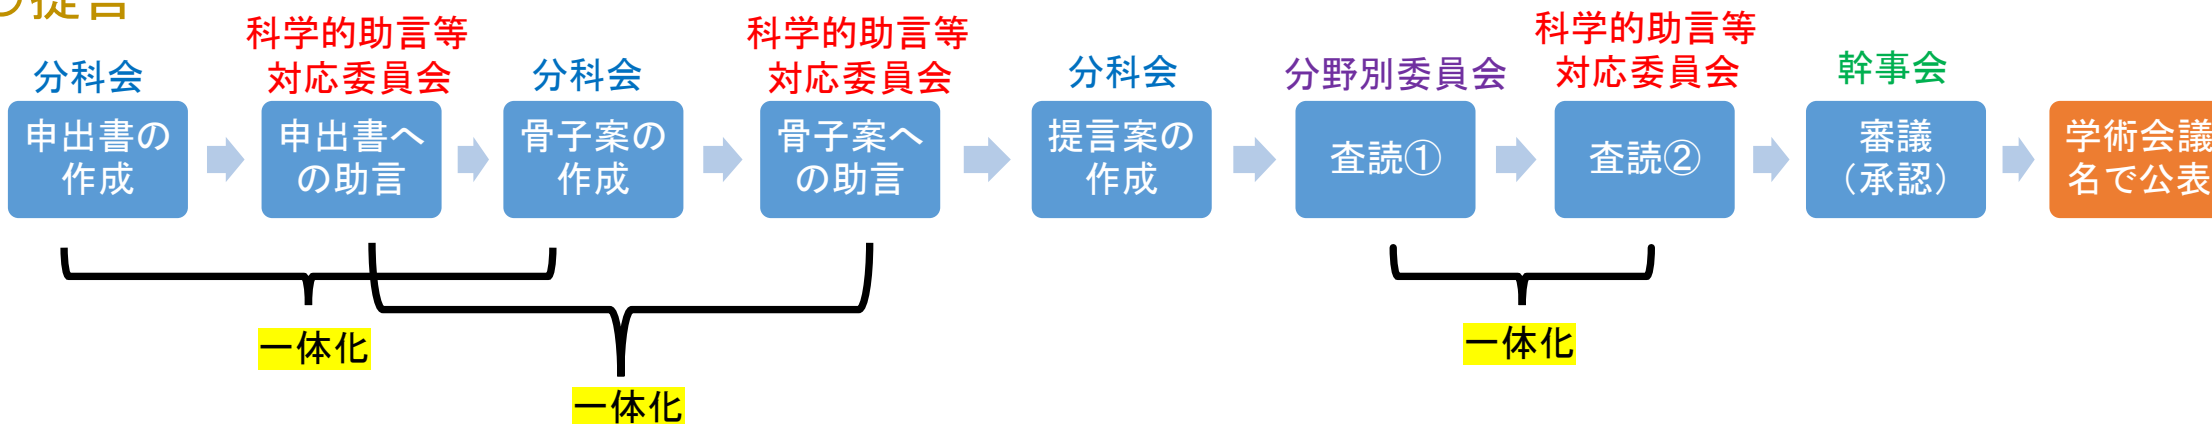 の提言
分科会
申出書の
作成
科学的助言等
対応委員会
申出書へ
の助言
分科会
骨子案の
作成
科学的助言等
対応委員会
骨子案へ
の助言
分科会
提言案の
作成
分野別委員会
査読①
科学的助言等
対応委員会
査読②
幹事会
審議
（承認）
学術会議
名で公表
一体化
一体化
一体化